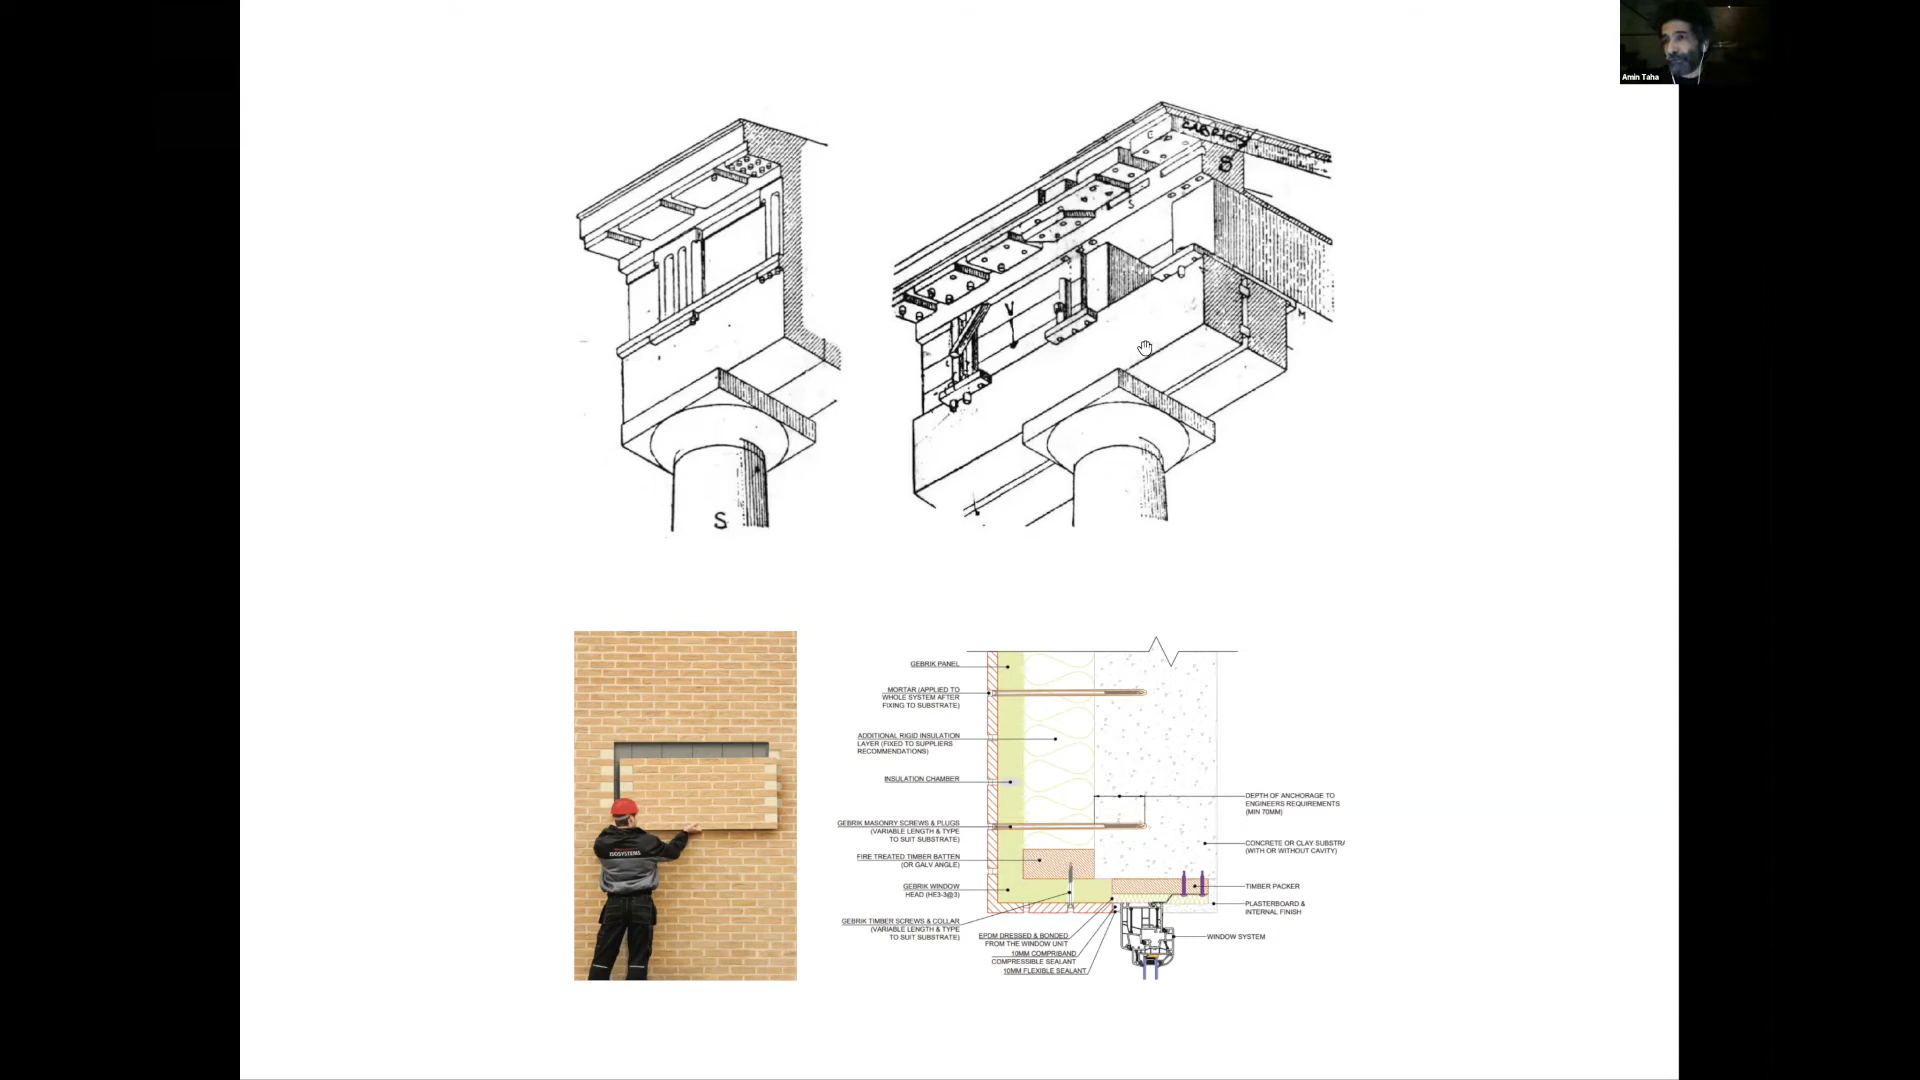 Amin Taha
C
S
S
V
M
S
ISOSYSTEMS
GEBRIK PANEL
MORTAR (APPLIED TO
WHOLE SYSTEM AFTER
FIXING TO SUBSTRATE)
ADDITIONAL RIGID INSULATION
LAYER (FIXED TO SUPPLIERS
RECOMMENDATIONS)
INSULATION CHAMBER
GEBRIK MASONRY SCREWS & PLUGS
(VARIABLE LENGTH & TYPE
TO SUIT SUBSTRATE)
FIRE TREATED TIMBER BATTEN
(OR GALV ANGLE)
GEBRIK WINDOW
HEAD (HE3-3@3)
GEBRIK TIMBER SCREWS & COLLAR
(VARIABLE LENGTH & TYPE
TO SUIT SUBSTRATE)
EPDM DRESSED & BONDED
FROM THE WINDOW UNIT
10MM COMPRIBAND
COMPRESSIBLE SEALANT
10MM FLEXIBLE SEALANT
DEPTH OF ANCHORAGE TO
ENGINEERS REQUIREMENTS
(MIN 70MM)
CONCRETE OR CLAY SUBSTRA
(WITH OR WITHOUT CAVITY)
TIMBER PACKER
PLASTERBOARD &
INTERNAL FINISH
WINDOW SYSTEM